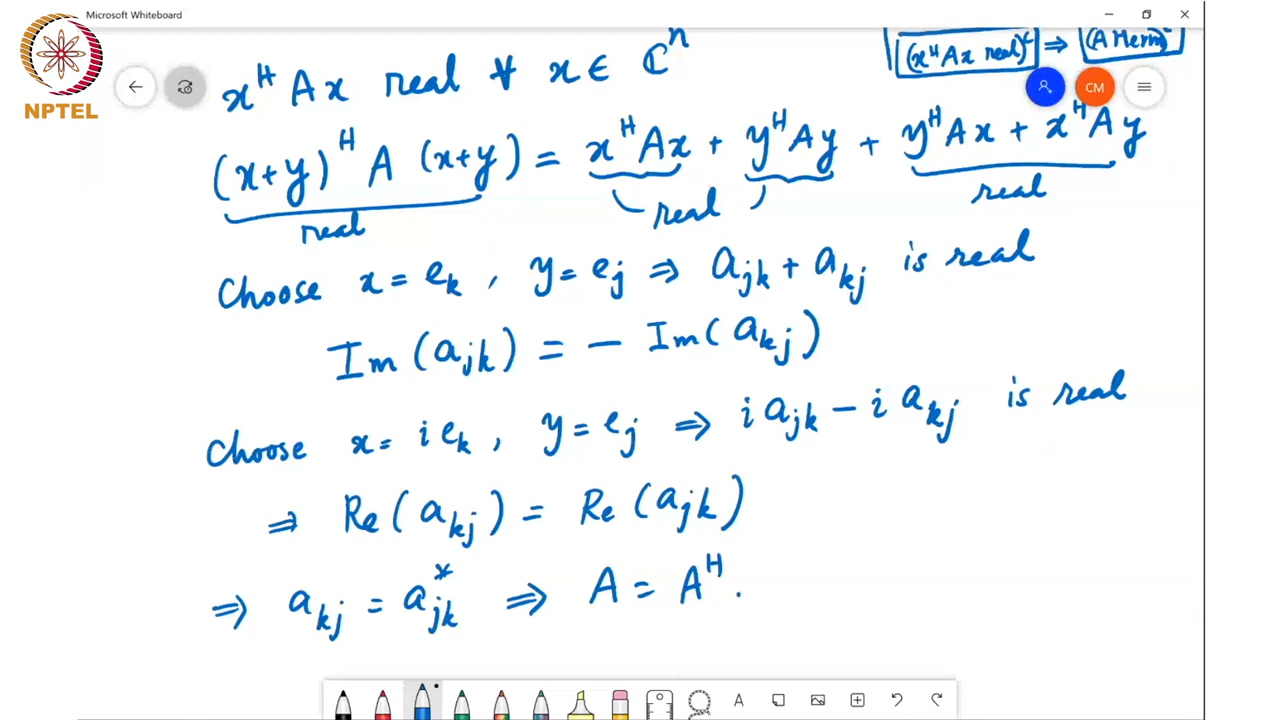 Microsoft Whiteboard
NPTEL
CM
(x^H Ax real) ⇒ (A Herm)
x^H Ax real ∀ x ∈ ℂ^n
(x+y)^H A (x+y) = x^H Ax + y^H Ay + y^H Ax + x^H Ay
real real real
Choose x = e_k , y = e_j ⇒ a_jk + a_kj is real
Im (a_jk) = − Im (a_kj)
Choose x = i e_k , y = e_j ⇒ i a_jk − i a_kj is real
⇒ Re (a_kj) = Re (a_jk)
⇒ a_kj = a_jk^* ⇒ A = A^H .
A